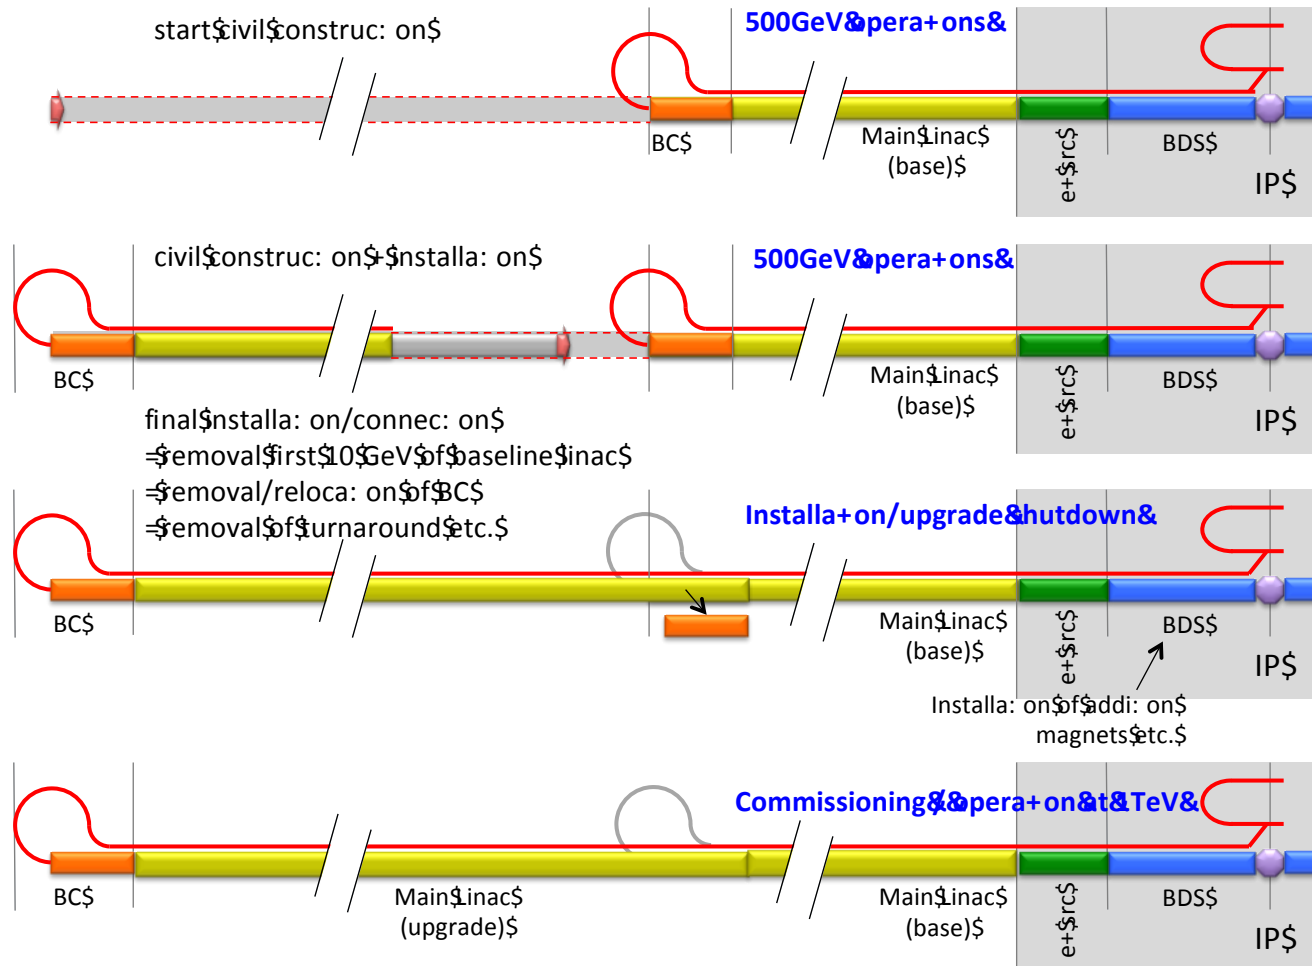 start$civil$construc: on$
500GeV&opera+ons&
BC$
Main$Linac$
(base)$
e+$src$
BDS$
IP$
civil$construc: on$+$installa: on$
500GeV&opera+ons&
BC$
Main$Linac$
(base)$
e+$src$
BDS$
IP$
final$installa: on/connec: on$
=$removal$first$10$GeV$of$baseline$linac$
=$removal/reloca: on$of$BC$
=$removal$of$turnaround$etc.$
Installa+on/upgrade&shutdown&
BC$
Main$Linac$
(base)$
e+$src$
BDS$
IP$
Installa: on$of$addi: on$
magnets$etc.$
Commissioning&/&opera+on&at&1TeV&
BC$
Main$Linac$
(upgrade)$
Main$Linac$
(base)$
e+$src$
BDS$
IP$